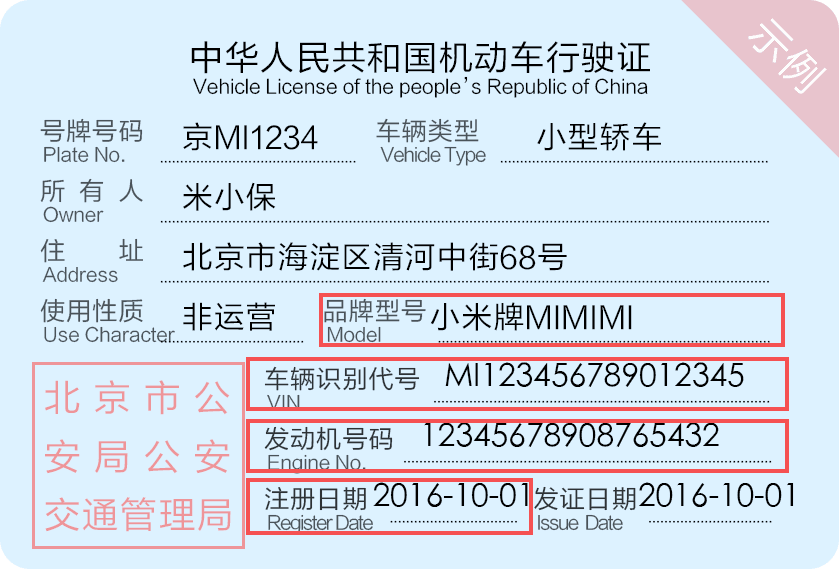 示例
中华人民共和国机动车行驶证
Vehicle License of the people's Republic of China
号牌号码 京MI1234 车辆类型 小型轿车
Plate No. Vehicle Type
所有人 米小保
Owner
住址 北京市海淀区清河中街68号
Address
使用性质 非运营 品牌型号 小米牌MIMIMI
Use Character Model
车辆识别代号 MI123456789012345
VIN
发动机号码 12345678908765432
Engine No.
注册日期 2016-10-01 发证日期 2016-10-01
Register Date Issue Date
北京市公
安局公安
交通管理局